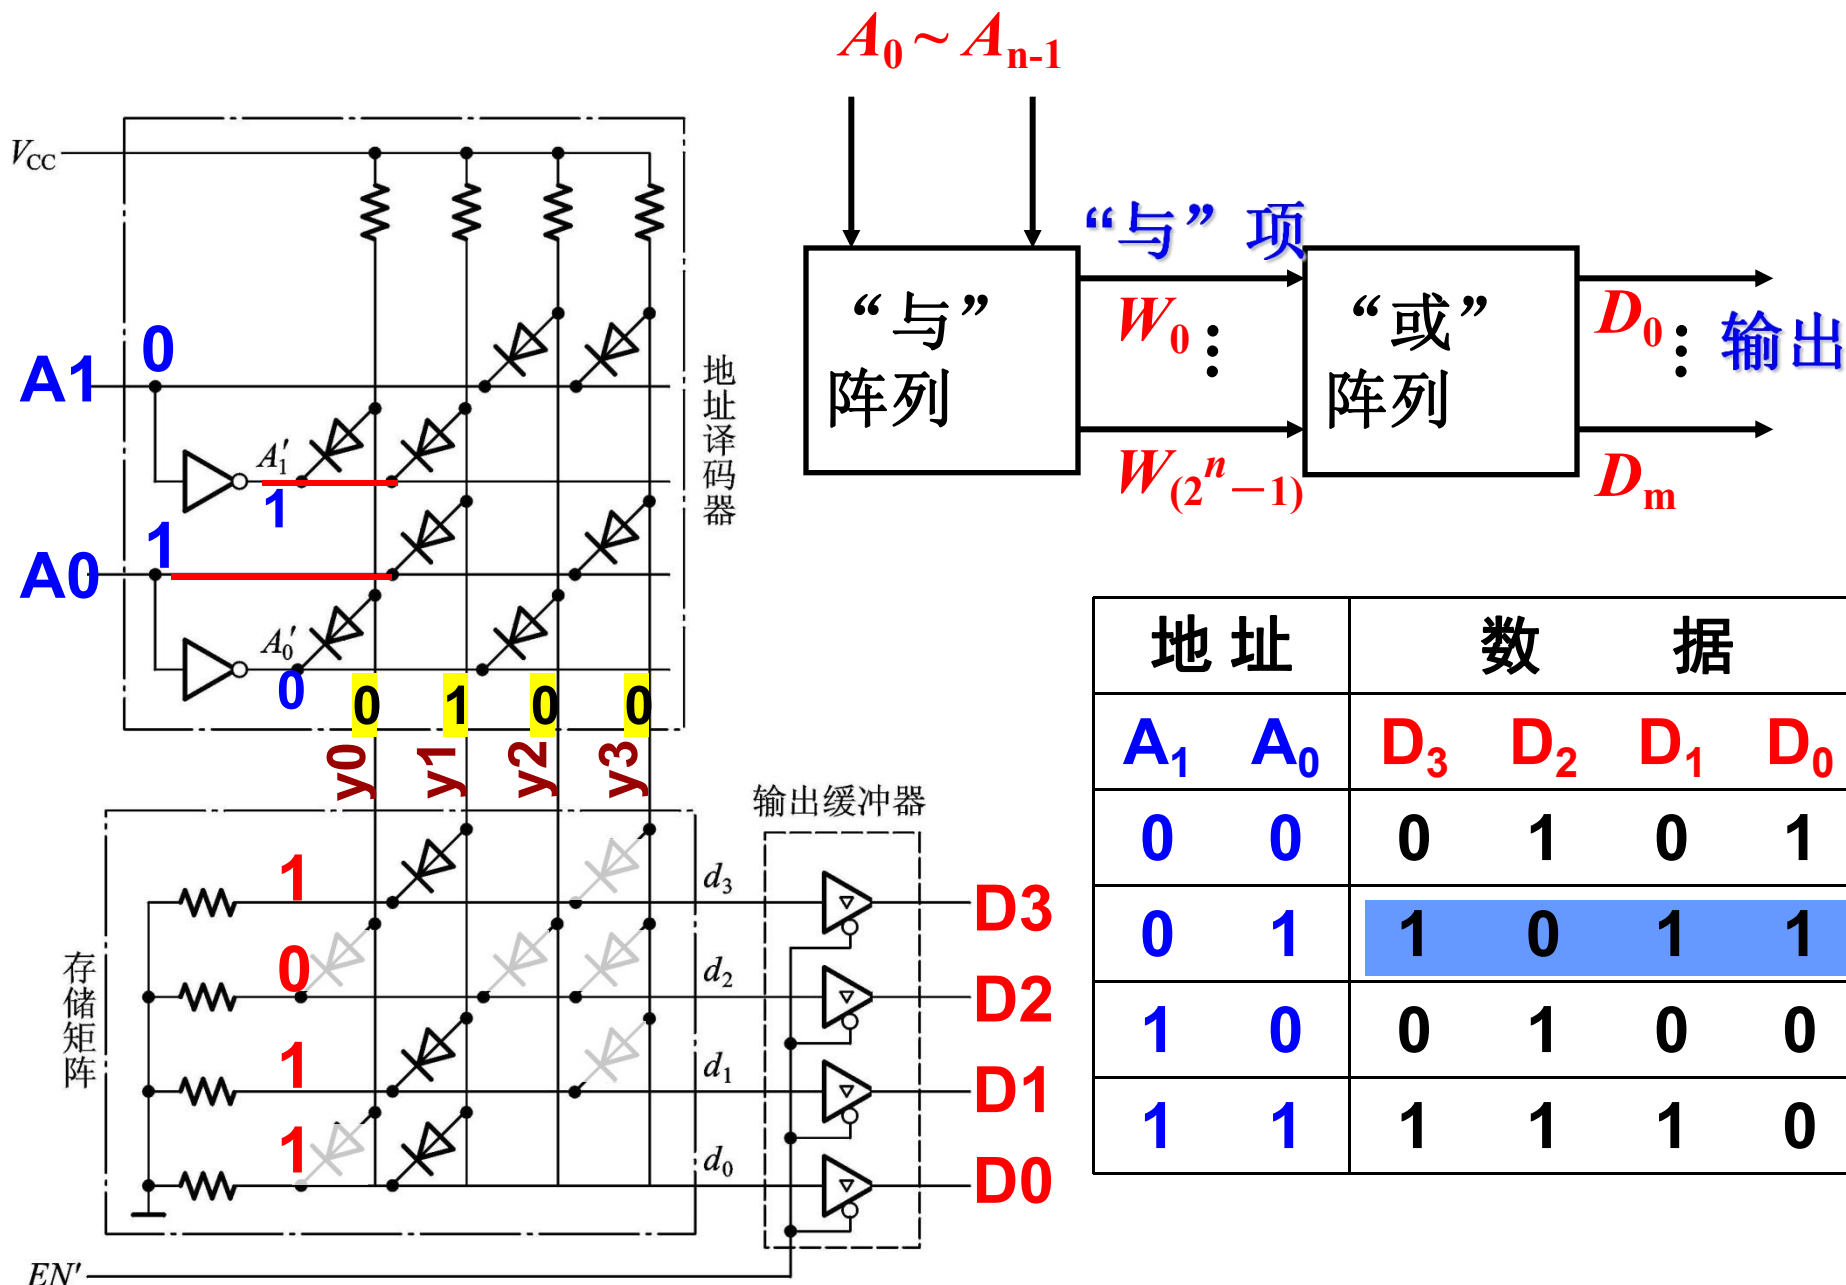 A₀ ~ Aₙ₋₁
V_CC
“与” 项
“与”
阵列
W₀
W_(2ⁿ−1)
“或”
阵列
D₀
输出
D_m
地址译码器
A1
0
A₁′
1
A0
1
A₀′
0
0 1 0 0
y0 y1 y2 y3
输出缓冲器
存储矩阵
1
d₃
D3
0
d₂
D2
1
d₁
D1
1
d₀
D0
EN′
地 址 数 据
A₁ A₀ D₃ D₂ D₁ D₀
0 0 0 1 0 1
0 1 1 0 1 1
1 0 0 1 0 0
1 1 1 1 1 0